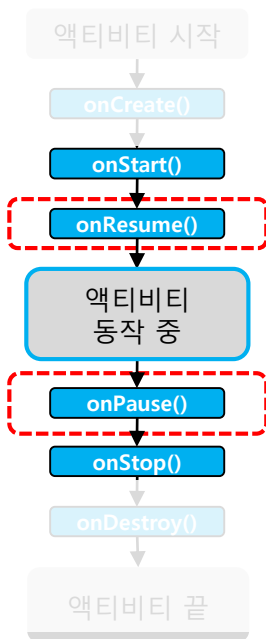 액티비티 시작
onCreate()
onStart()
onResume()
액티비티
동작 중
onPause()
onStop()
onDestroy()
액티비티 끝